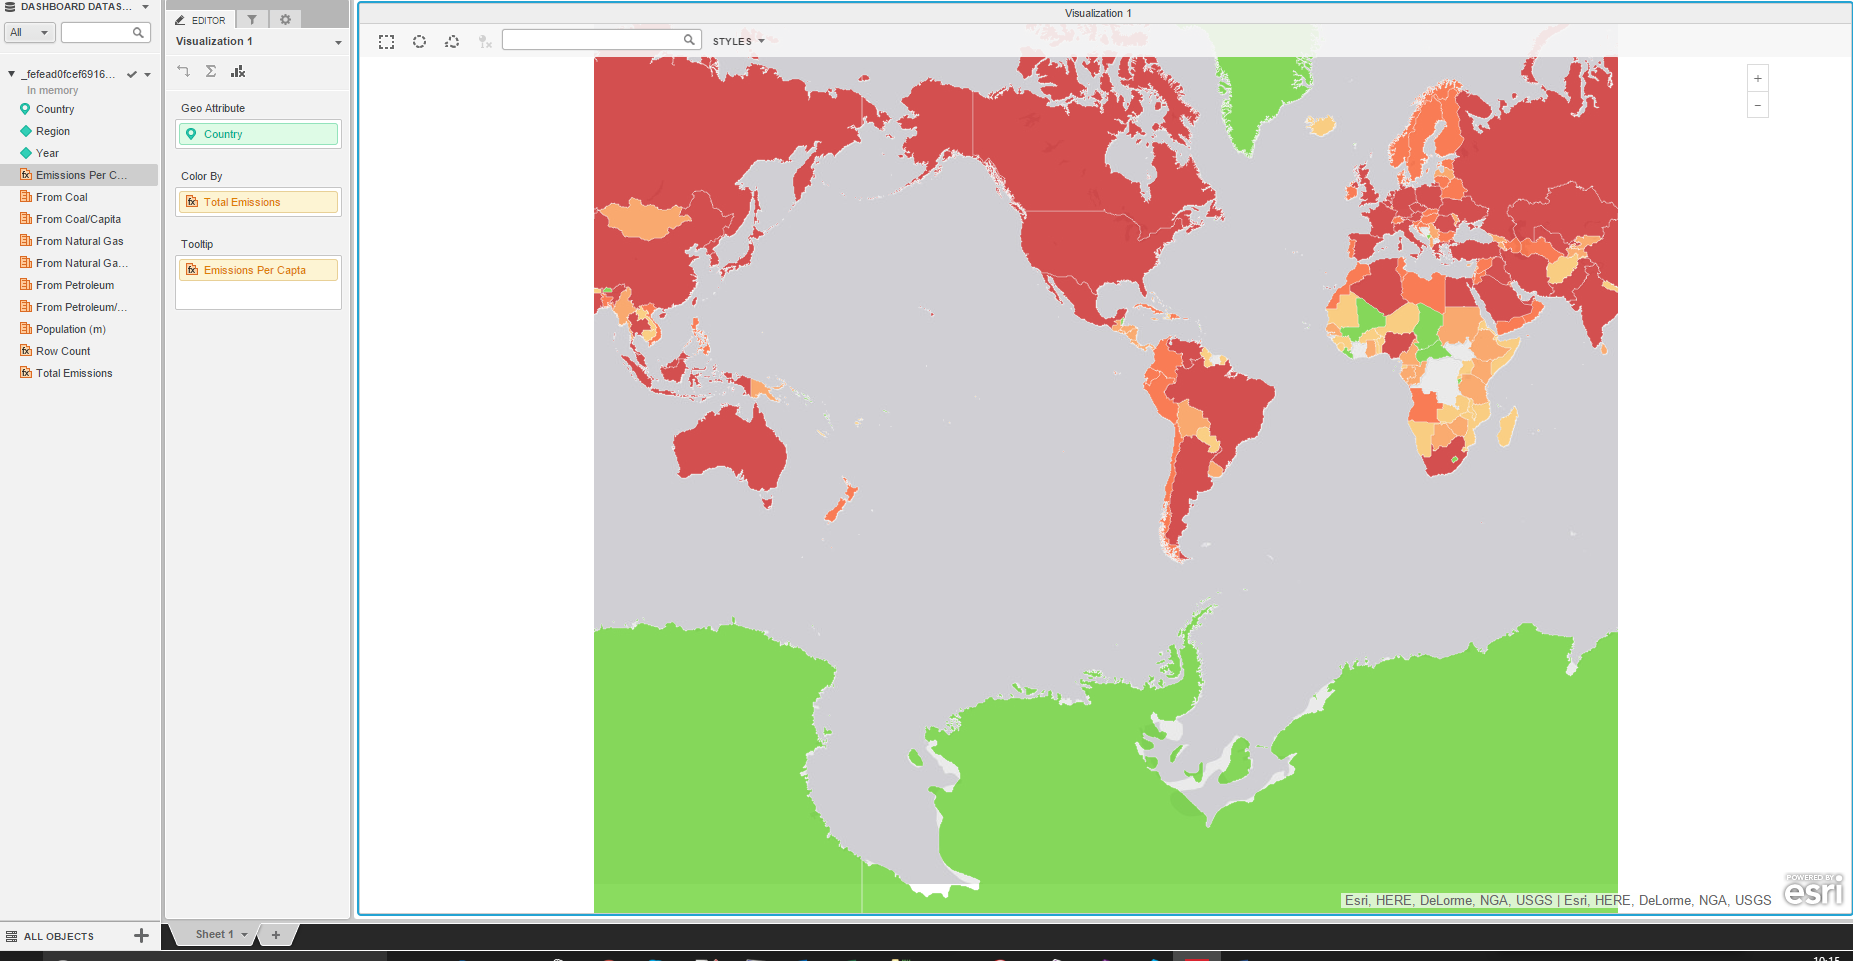 DASHBOARD DATAS...
All
_fefead0fcef6916...
In memory
Country
Region
Year
Emissions Per C...
From Coal
From Coal/Capita
From Natural Gas
From Natural Ga...
From Petroleum
From Petroleum/...
Population (m)
Row Count
Total Emissions
ALL OBJECTS
EDITOR
Visualization 1
Geo Attribute
Country
Color By
Total Emissions
Tooltip
Emissions Per Capta
Visualization 1
STYLES
+
−
POWERED BY
esri
Esri, HERE, DeLorme, NGA, USGS | Esri, HERE, DeLorme, NGA, USGS
Sheet 1
+
10:15